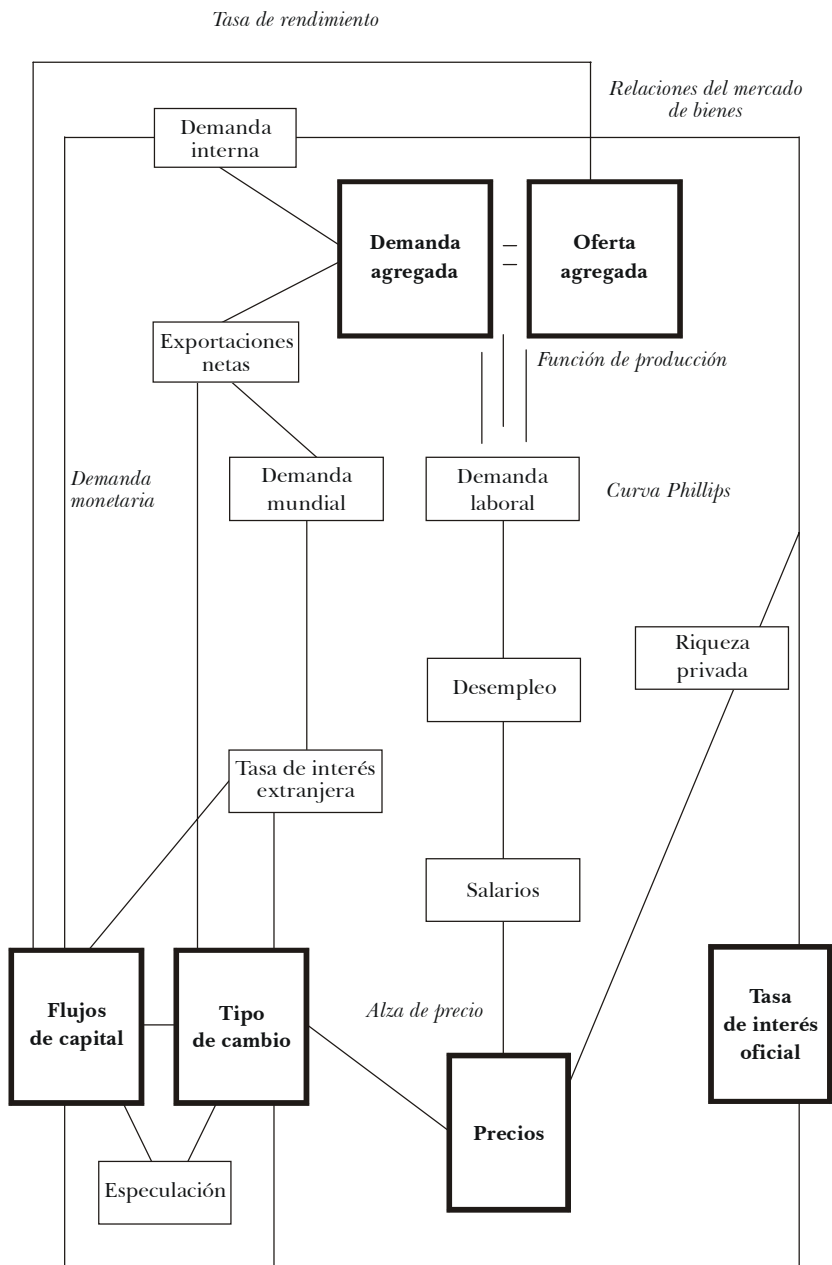 Tasa de rendimiento
Relaciones del mercado
de bienes
Demanda
interna
Demanda
agregada
=
Oferta
agregada
Exportaciones
netas
Función de producción
Demanda
monetaria
Demanda
mundial
Demanda
laboral
Curva Phillips
Riqueza
privada
Desempleo
Tasa de interés
extranjera
Salarios
Flujos
de capital
Tipo
de cambio
Alza de precio
Tasa
de interés
oficial
Precios
Especulación